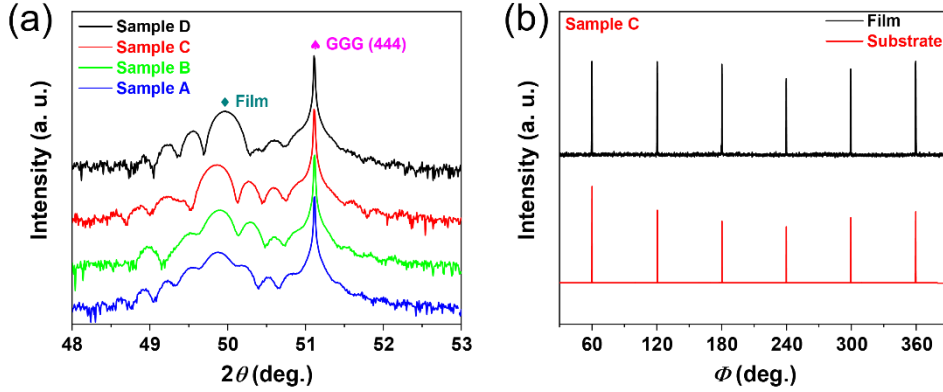 (a)
Sample D
Sample C
Sample B
Sample A
♠ GGG (444)
♦ Film
Intensity (a. u.)
48 49 50 51 52 53
2θ (deg.)
(b)
Sample C
Film
Substrate
Intensity (a. u.)
60 120 180 240 300 360
Φ (deg.)